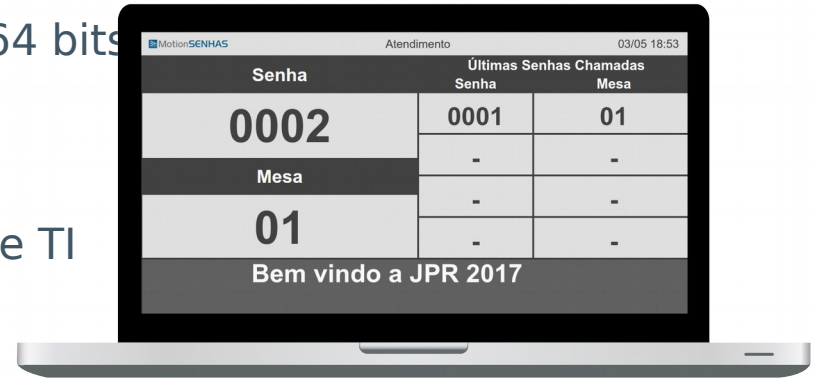 64 bits
e TI
MotionSENHAS Atendimento 03/05 18:53
Senha
0002
Mesa
01
Últimas Senhas Chamadas
Senha Mesa
0001 01
- -
- -
- -
Bem vindo a JPR 2017